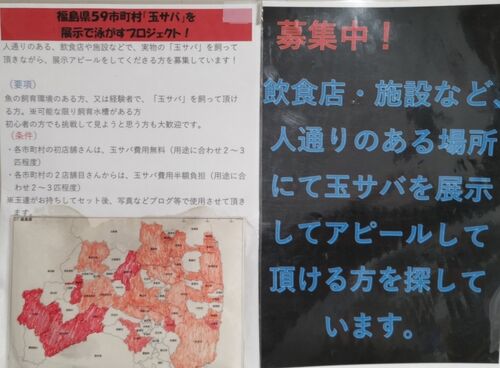 福島県59市町村「玉サバ」を
展示で泳がすプロジェクト！
人通りのある、飲食店や施設などで、実物の「玉サバ」を飼って
頂きながら、展示アピールをしてくださる方を募集しています！
（要項）
魚の飼育環境のある方、又は経験者で、「玉サバ」を飼って頂け
る方。※可能な限り飼育水槽がある方
初心者の方でも挑戦して見ようと思う方も大歓迎です。
（条件）
・各市町村の初店舗さんは、玉サバ費用無料（用途に合わせ２～３
匹程度）
・各市町村の２店舗目さんからは、玉サバ費用半額負担（用途に合
わせ２～３匹程度）
※玉連がお持ちしてセット後、写真などブログ等で使用させて頂き
ます。
募集中！
飲食店・施設など、
人通りのある場所
にて玉サバを展示
してアピールして
頂ける方を探して
います。